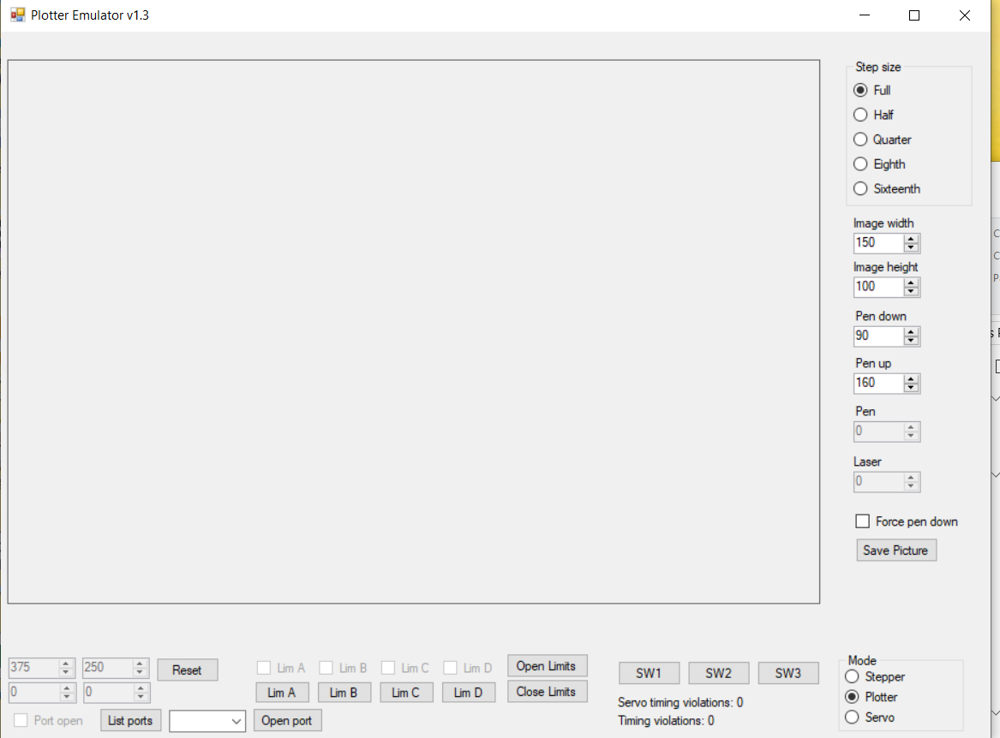 Plotter Emulator v1.3
Step size
Full
Half
Quarter
Eighth
Sixteenth
Image width
150
Image height
100
Pen down
90
Pen up
160
Pen
0
Laser
0
Force pen down
Save Picture
375 250 Reset
0 0
Port open List ports Open port
Lim A Lim B Lim C Lim D Open Limits
Lim A Lim B Lim C Lim D Close Limits
SW1 SW2 SW3
Servo timing violations: 0
Timing violations: 0
Mode
Stepper
Plotter
Servo